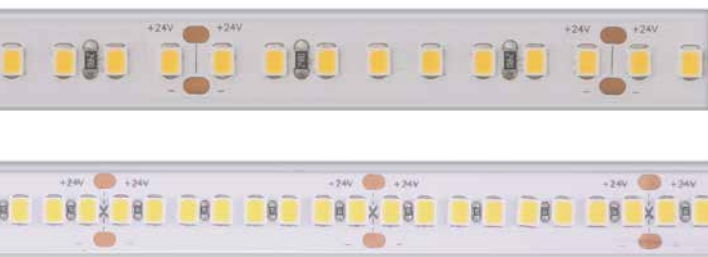 +24V +24V +24V +24V
- - - -
+24V +24V +24V +24V +24V +24V
- - - -